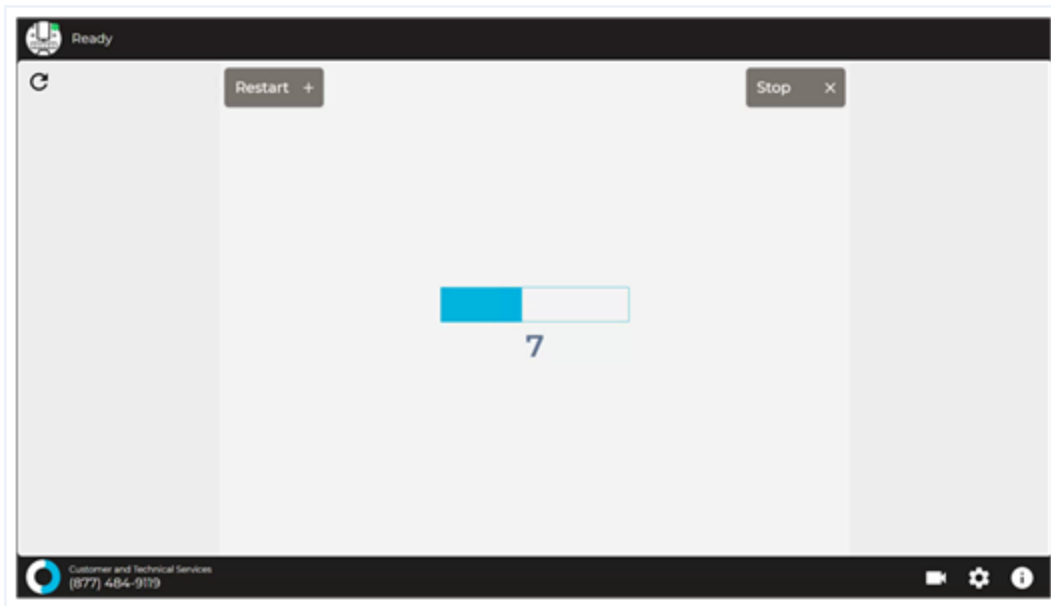 Ready
Restart +
Stop ×
7
Customer and Technical Services
(877) 484-9119